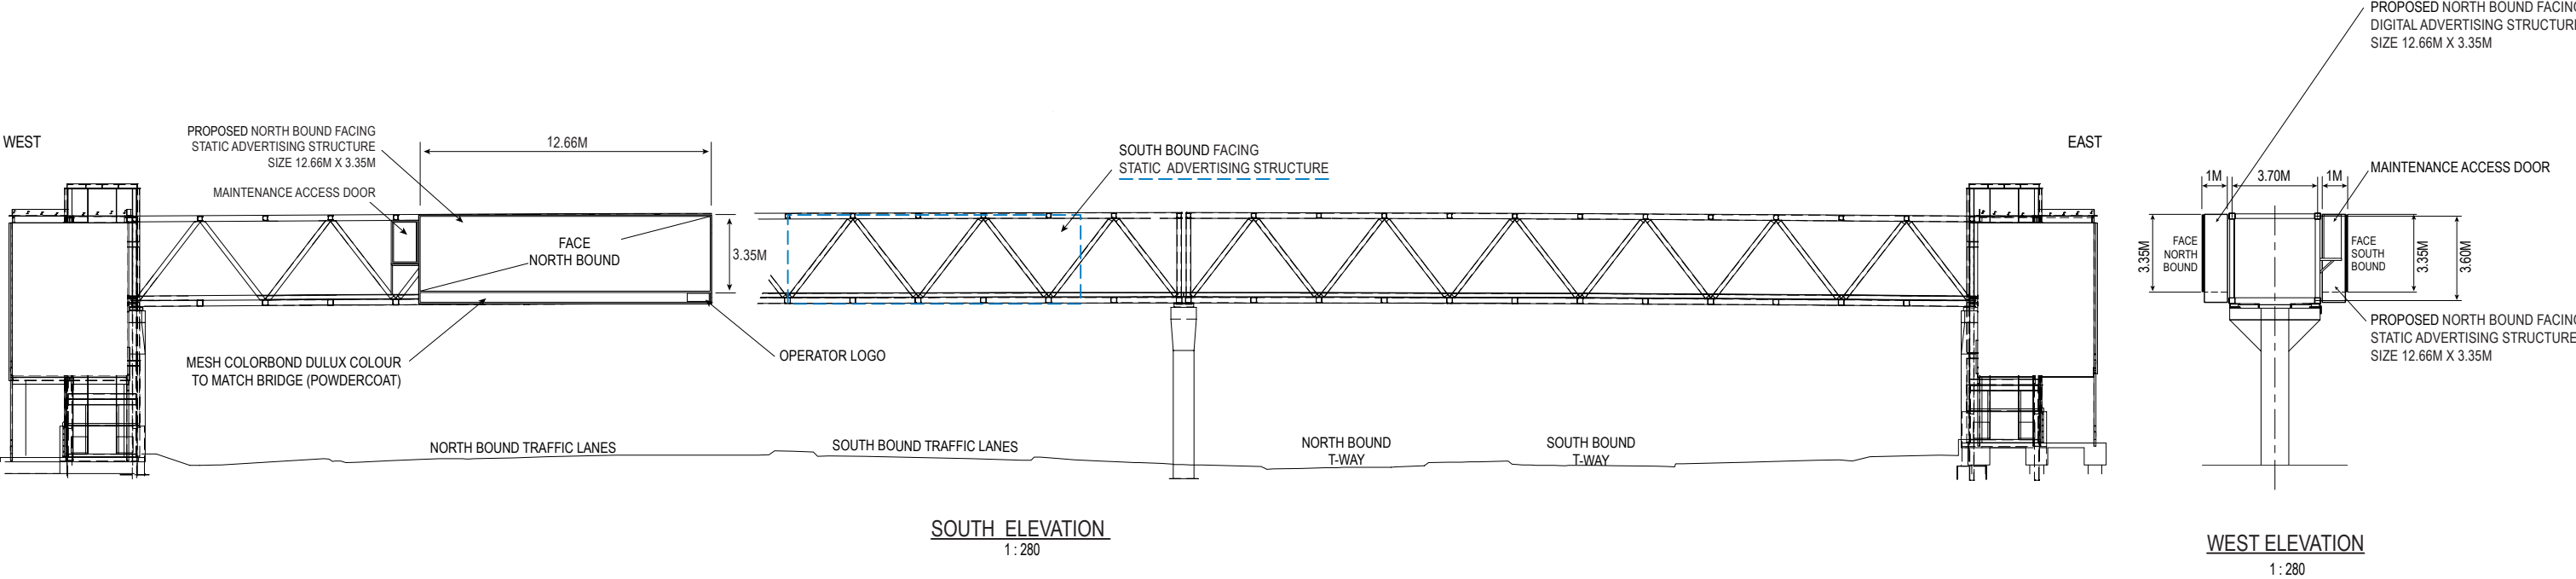 WEST
PROPOSED NORTH BOUND FACING
STATIC ADVERTISING STRUCTURE
SIZE 12.66M X 3.35M
MAINTENANCE ACCESS DOOR
12.66M
FACE
NORTH BOUND
3.35M
MESH COLORBOND DULUX COLOUR
TO MATCH BRIDGE (POWDERCOAT)
OPERATOR LOGO
SOUTH BOUND FACING
STATIC ADVERTISING STRUCTURE
EAST
NORTH BOUND TRAFFIC LANES
SOUTH BOUND TRAFFIC LANES
NORTH BOUND
T-WAY
SOUTH BOUND
T-WAY
SOUTH ELEVATION
1 : 280
PROPOSED NORTH BOUND FACING
DIGITAL ADVERTISING STRUCTURE
SIZE 12.66M X 3.35M
MAINTENANCE ACCESS DOOR
1M
3.70M
1M
3.35M
FACE
NORTH
BOUND
FACE
SOUTH
BOUND
3.35M
3.60M
PROPOSED NORTH BOUND FACING
STATIC ADVERTISING STRUCTURE
SIZE 12.66M X 3.35M
WEST ELEVATION
1 : 280